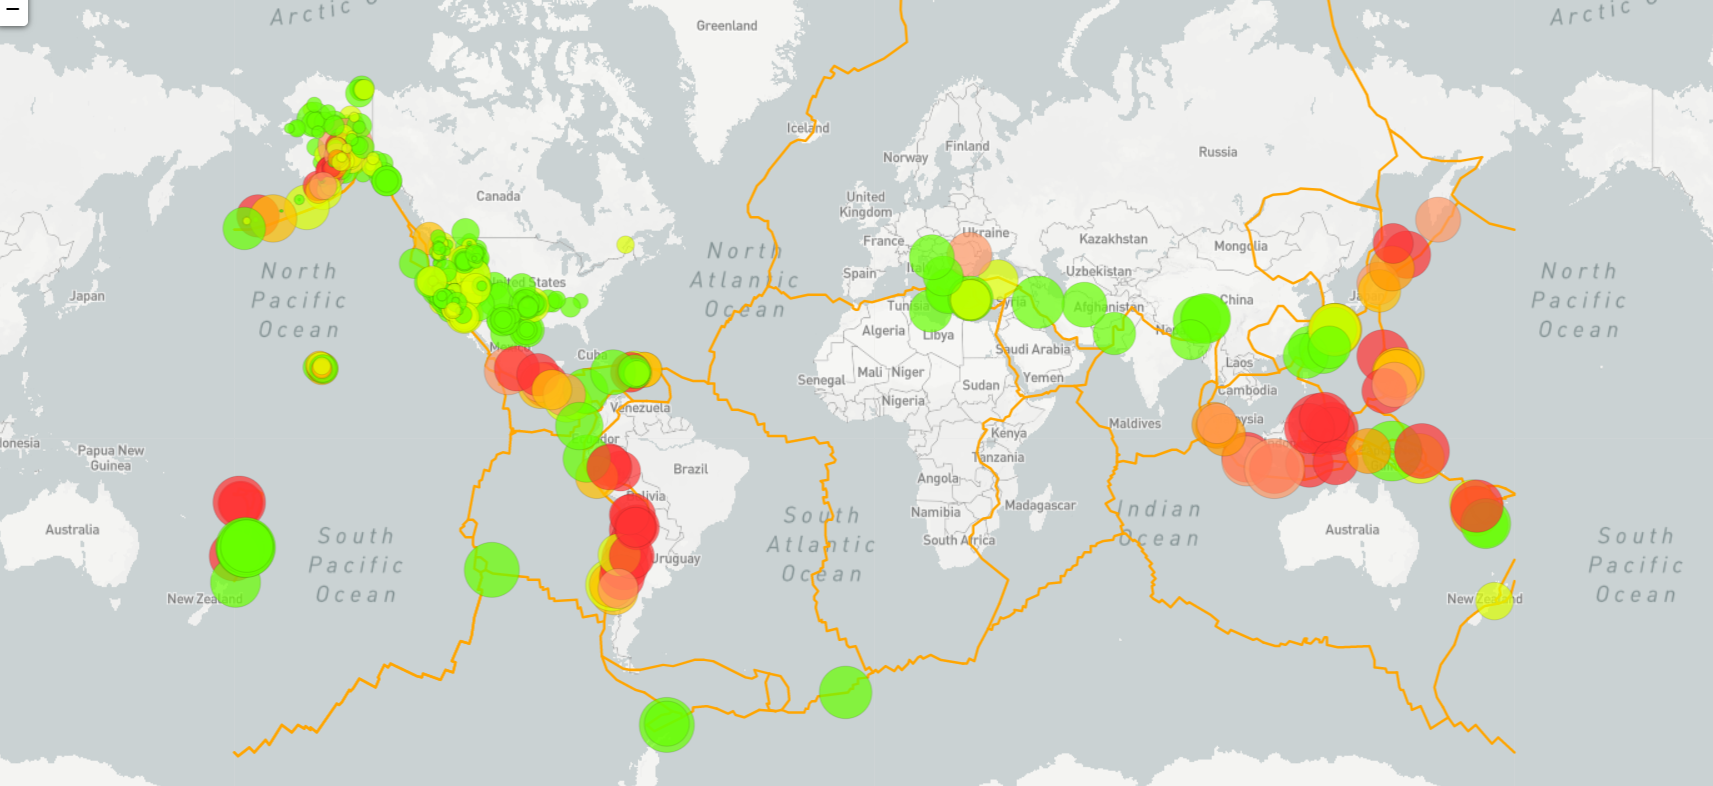 −
Arctic O
Arctic O
Greenland
Iceland
Finland
Norway
Russia
Canada
United
Kingdom
Ukraine
Kazakhstan
Mongolia
France
North
Atlantic
Ocean
Spain
Uzbekistan
North
Pacific
Ocean
North
Pacific
Ocean
nited States
Japan
Tunisia
Syria
Afghanistan
China
Algeria
Libya
Saudi Arabia
Cuba
Laos
Senegal
Mali
Niger
Sudan
Yemen
Cambodia
Nigeria
Venezuela
Maldives
onesia
Papua New
Guinea
Kenya
Tanzania
Brazil
Bolivia
Angola
Namibia
Madagascar
Indian
Ocean
South
Atlantic
Ocean
Australia
South
Pacific
Ocean
South Africa
Australia
South
Pacific
Ocean
Uruguay
New Zealand
New Zealand